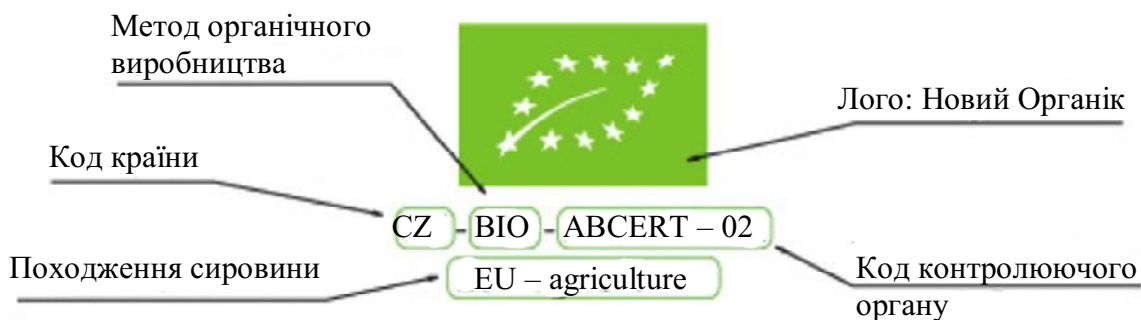 Метод органічного
виробництва
Лого: Новий Органік
Код країни
CZ - BIO - ABCERT – 02
Походження сировини
EU – agriculture
Код контролюючого
органу